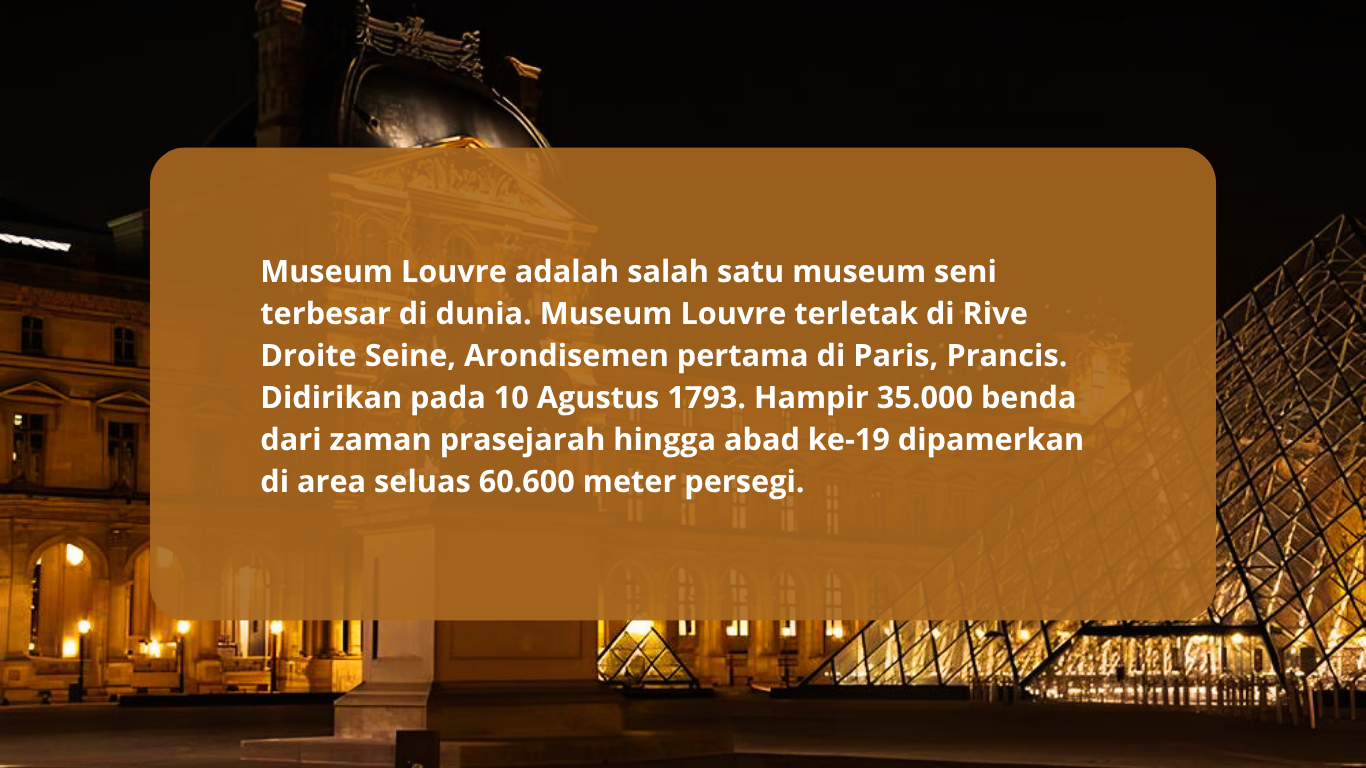 Museum Louvre adalah salah satu museum seni
terbesar di dunia. Museum Louvre terletak di Rive
Droite Seine, Arondisemen pertama di Paris, Prancis.
Didirikan pada 10 Agustus 1793. Hampir 35.000 benda
dari zaman prasejarah hingga abad ke-19 dipamerkan
di area seluas 60.600 meter persegi.